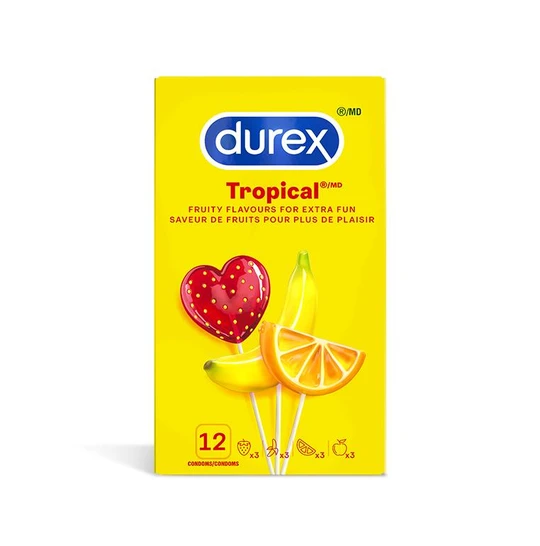 ®/MD
durex
Tropical®/MD
FRUITY FLAVOURS FOR EXTRA FUN
SAVEUR DE FRUITS POUR PLUS DE PLAISIR
12 x3 x3 x3 x3
CONDOMS/CONDOMS